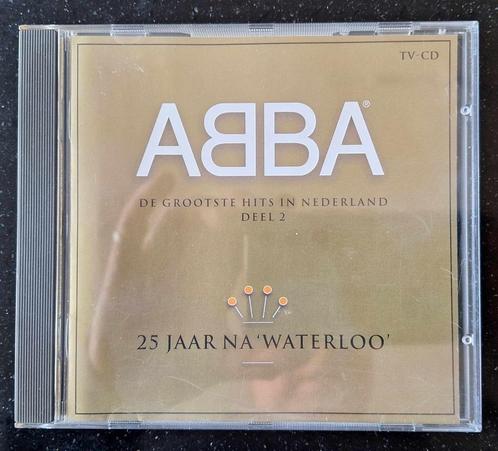 TV-CD
ABBA®
DE GROOTSTE HITS IN NEDERLAND
DEEL 2
25 JAAR NA 'WATERLOO'